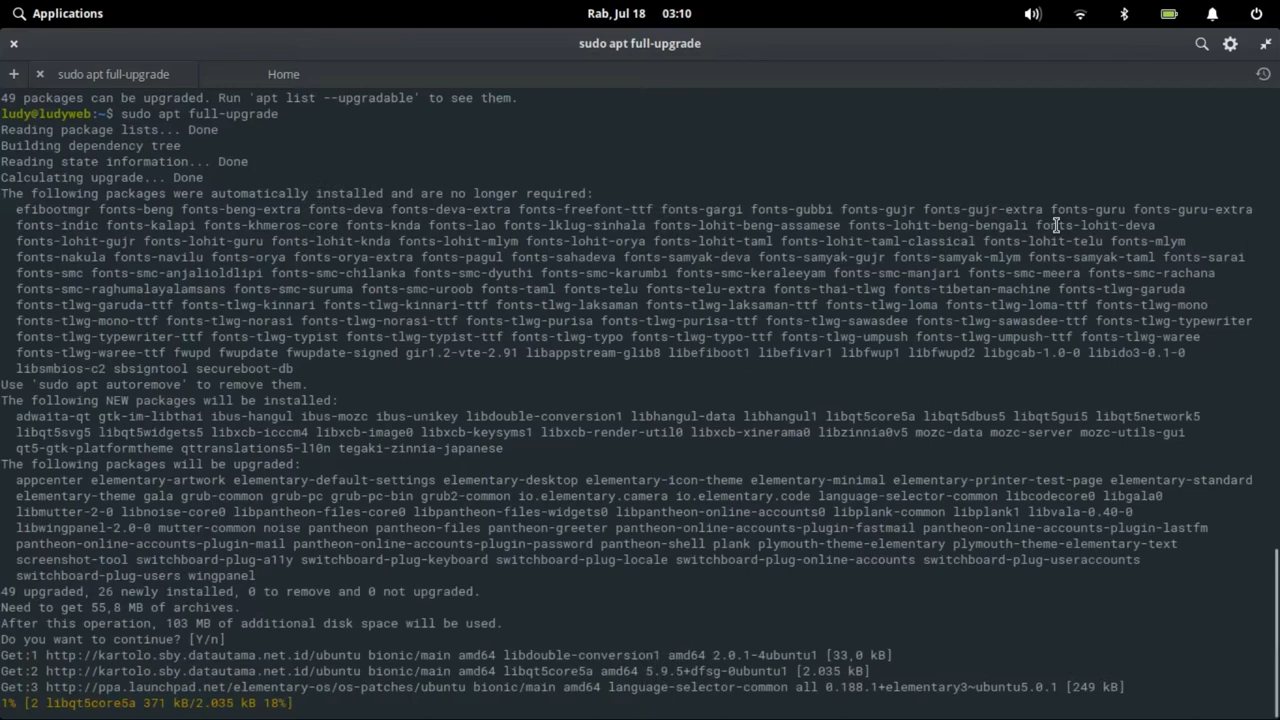 Applications
Rab, Jul 18 03:10
sudo apt full-upgrade
sudo apt full-upgrade
Home
49 packages can be upgraded. Run 'apt list --upgradable' to see them.
ludy@ludyweb:~$ sudo apt full-upgrade
Reading package lists... Done
Building dependency tree
Reading state information... Done
Calculating upgrade... Done
The following packages were automatically installed and are no longer required:
efibootmgr fonts-beng fonts-beng-extra fonts-deva fonts-deva-extra fonts-freefont-ttf fonts-gargi fonts-gubbi fonts-gujr fonts-gujr-extra fonts-guru fonts-guru-extra
fonts-indic fonts-kalapi fonts-khmeros-core fonts-knda fonts-lao fonts-lklug-sinhala fonts-lohit-beng-assamese fonts-lohit-beng-bengali fonts-lohit-deva
fonts-lohit-gujr fonts-lohit-guru fonts-lohit-knda fonts-lohit-mlym fonts-lohit-orya fonts-lohit-taml fonts-lohit-taml-classical fonts-lohit-telu fonts-mlym
fonts-nakula fonts-navilu fonts-orya fonts-orya-extra fonts-pagul fonts-sahadeva fonts-samyak-deva fonts-samyak-gujr fonts-samyak-mlym fonts-samyak-taml fonts-sarai
fonts-smc fonts-smc-anjalioldlipi fonts-smc-chilanka fonts-smc-dyuthi fonts-smc-karumbi fonts-smc-keraleeyam fonts-smc-manjari fonts-smc-meera fonts-smc-rachana
fonts-smc-raghumalayalamsans fonts-smc-suruma fonts-smc-uroob fonts-taml fonts-telu fonts-telu-extra fonts-thai-tlwg fonts-tibetan-machine fonts-tlwg-garuda
fonts-tlwg-garuda-ttf fonts-tlwg-kinnari fonts-tlwg-kinnari-ttf fonts-tlwg-laksaman fonts-tlwg-laksaman-ttf fonts-tlwg-loma fonts-tlwg-loma-ttf fonts-tlwg-mono
fonts-tlwg-mono-ttf fonts-tlwg-norasi fonts-tlwg-norasi-ttf fonts-tlwg-purisa fonts-tlwg-purisa-ttf fonts-tlwg-sawasdee fonts-tlwg-sawasdee-ttf fonts-tlwg-typewriter
fonts-tlwg-typewriter-ttf fonts-tlwg-typist fonts-tlwg-typist-ttf fonts-tlwg-typo fonts-tlwg-typo-ttf fonts-tlwg-umpush fonts-tlwg-umpush-ttf fonts-tlwg-waree
fonts-tlwg-waree-ttf fwupd fwupdate fwupdate-signed gir1.2-vte-2.91 libappstream-glib8 libefiboot1 libefivar1 libfwup1 libfwupd2 libgcab-1.0-0 libido3-0.1-0
libsmbios-c2 sbsigntool secureboot-db
Use 'sudo apt autoremove' to remove them.
The following NEW packages will be installed:
adwaita-qt gtk-im-libthai ibus-hangul ibus-mozc ibus-unikey libdouble-conversion1 libhangul-data libhangul1 libqt5core5a libqt5dbus5 libqt5gui5 libqt5network5
libqt5svg5 libqt5widgets5 libxcb-icccm4 libxcb-image0 libxcb-keysyms1 libxcb-render-util0 libxcb-xinerama0 libzinnia0v5 mozc-data mozc-server mozc-utils-gui
qt5-gtk-platformtheme qttranslations5-l10n tegaki-zinnia-japanese
The following packages will be upgraded:
appcenter elementary-artwork elementary-default-settings elementary-desktop elementary-icon-theme elementary-minimal elementary-printer-test-page elementary-standard
elementary-theme gala grub-common grub-pc grub-pc-bin grub2-common io.elementary.camera io.elementary.code language-selector-common libcodecore0 libgala0
libmutter-2-0 libnoise-core0 libpantheon-files-core0 libpantheon-files-widgets0 libpantheon-online-accounts0 libplank-common libplank1 libvala-0.40-0
libwingpanel-2.0-0 mutter-common noise pantheon pantheon-files pantheon-greeter pantheon-online-accounts-plugin-fastmail pantheon-online-accounts-plugin-lastfm
pantheon-online-accounts-plugin-mail pantheon-online-accounts-plugin-password pantheon-shell plank plymouth-theme-elementary plymouth-theme-elementary-text
screenshot-tool switchboard-plug-a11y switchboard-plug-keyboard switchboard-plug-locale switchboard-plug-online-accounts switchboard-plug-useraccounts
switchboard-plug-users wingpanel
49 upgraded, 26 newly installed, 0 to remove and 0 not upgraded.
Need to get 55,8 MB of archives.
After this operation, 103 MB of additional disk space will be used.
Do you want to continue? [Y/n]
Get:1 http://kartolo.sby.datautama.net.id/ubuntu bionic/main amd64 libdouble-conversion1 amd64 2.0.1-4ubuntu1 [33,0 kB]
Get:2 http://kartolo.sby.datautama.net.id/ubuntu bionic/main amd64 libqt5core5a amd64 5.9.5+dfsg-0ubuntu1 [2.035 kB]
Get:3 http://ppa.launchpad.net/elementary-os/os-patches/ubuntu bionic/main amd64 language-selector-common all 0.188.1+elementary3~ubuntu5.0.1 [249 kB]
1% [2 libqt5core5a 371 kB/2.035 kB 18%]